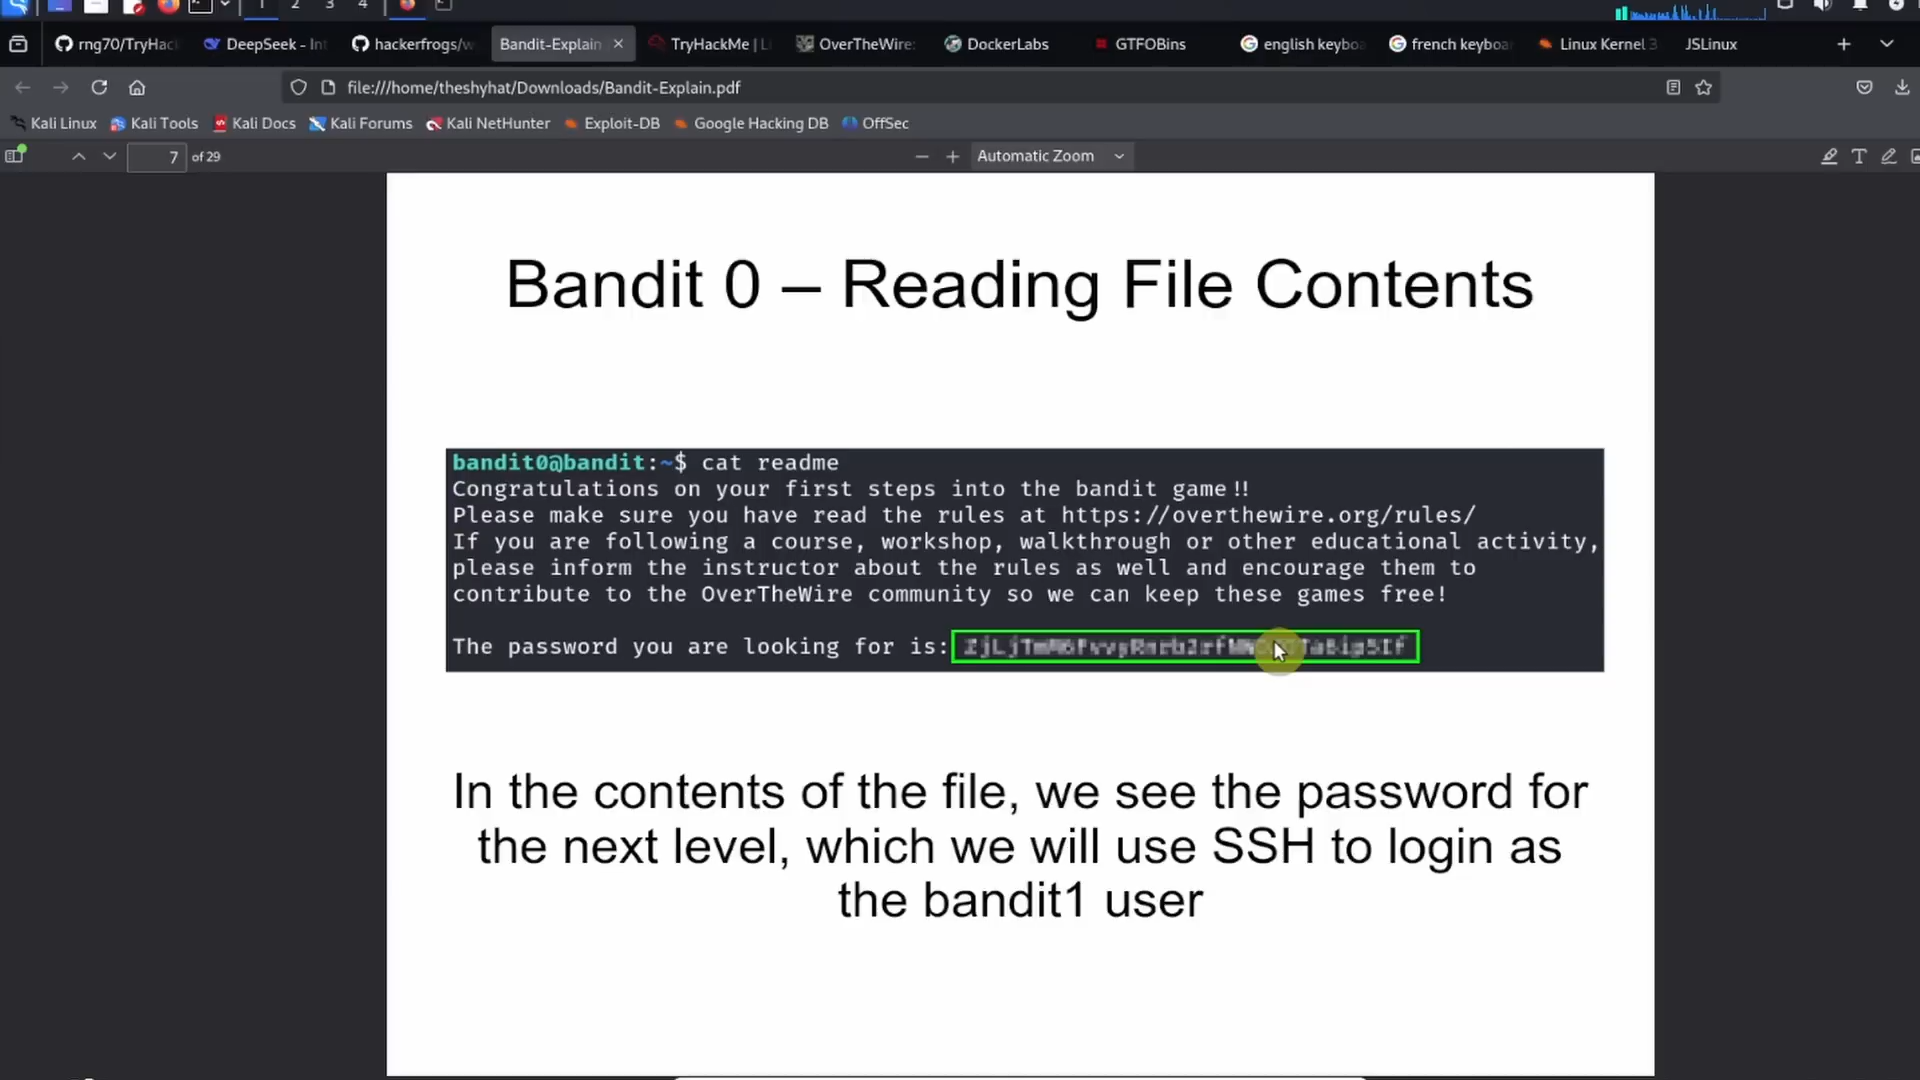 1 2 3 4
rng70/TryHac
DeepSeek - Int
hackerfrogs/w
Bandit-Explain
TryHackMe | L
OverTheWire:
DockerLabs
GTFOBins
english keyboa
french keyboa
Linux Kernel 3
JSLinux
file:///home/theshyhat/Downloads/Bandit-Explain.pdf
Kali Linux
Kali Tools
Kali Docs
Kali Forums
Kali NetHunter
Exploit-DB
Google Hacking DB
OffSec
7 of 29
Automatic Zoom
Bandit 0 – Reading File Contents
bandit0@bandit:~$ cat readme
Congratulations on your first steps into the bandit game!!
Please make sure you have read the rules at https://overthewire.org/rules/
If you are following a course, workshop, walkthrough or other educational activity,
please inform the instructor about the rules as well and encourage them to
contribute to the OverTheWire community so we can keep these games free!
The password you are looking for is:
In the contents of the file, we see the password for
the next level, which we will use SSH to login as
the bandit1 user